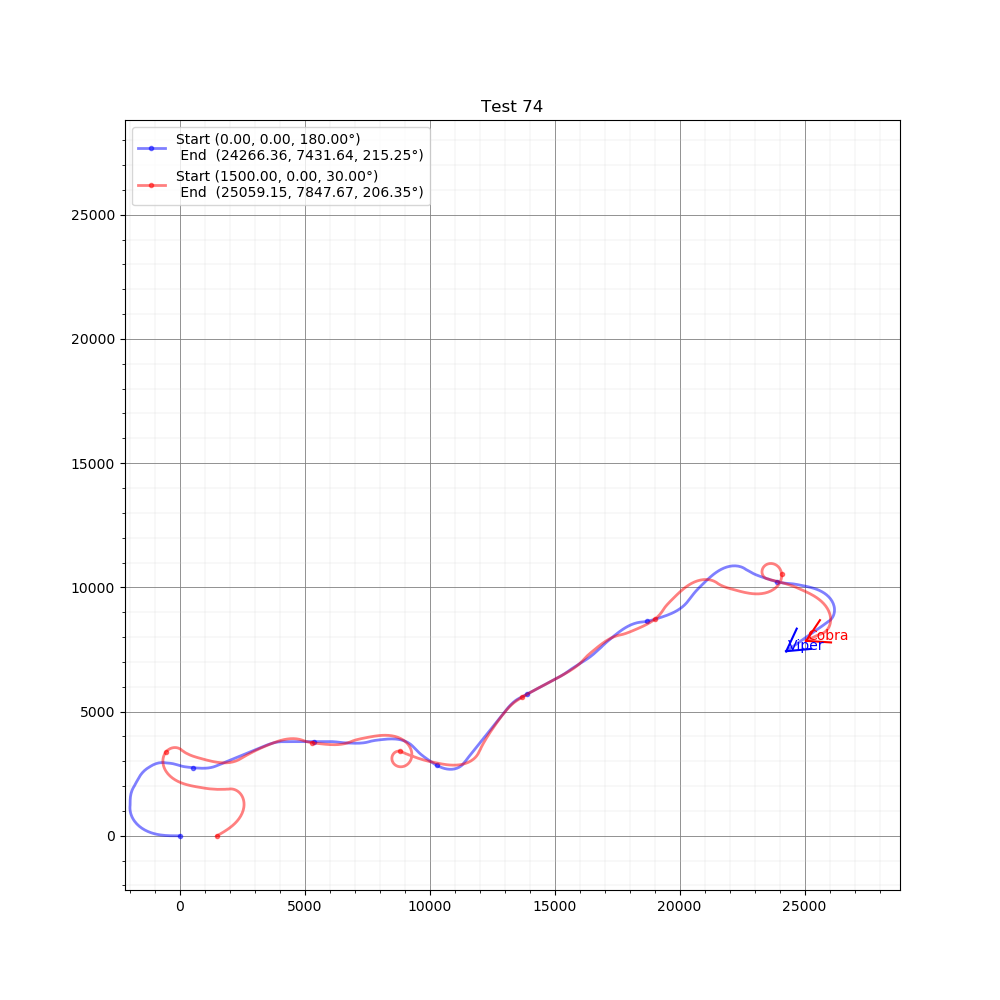 Test 74
Start (0.00, 0.00, 180.00°)
End (24266.36, 7431.64, 215.25°)
Start (1500.00, 0.00, 30.00°)
End (25059.15, 7847.67, 206.35°)
25000
20000
15000
10000
5000
0
Cobra
Viper
0
5000
10000
15000
20000
25000